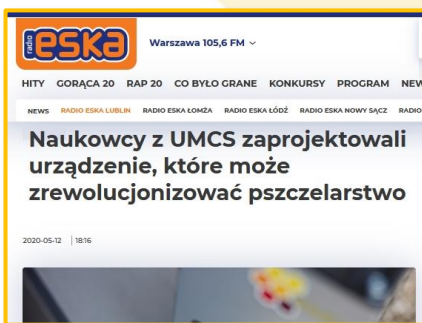 radio ESKA
Warszawa 105,6 FM
HITY GORĄCA 20 RAP 20 CO BYŁO GRANE KONKURSY PROGRAM NEW
NEWS RADIO ESKA LUBLIN RADIO ESKA ŁOMŻA RADIO ESKA ŁÓDŹ RADIO ESKA NOWY SĄCZ RADIO
Naukowcy z UMCS zaprojektowali
urządzenie, które może
zrewolucjonizować pszczelarstwo
2020-05-12 | 18:16